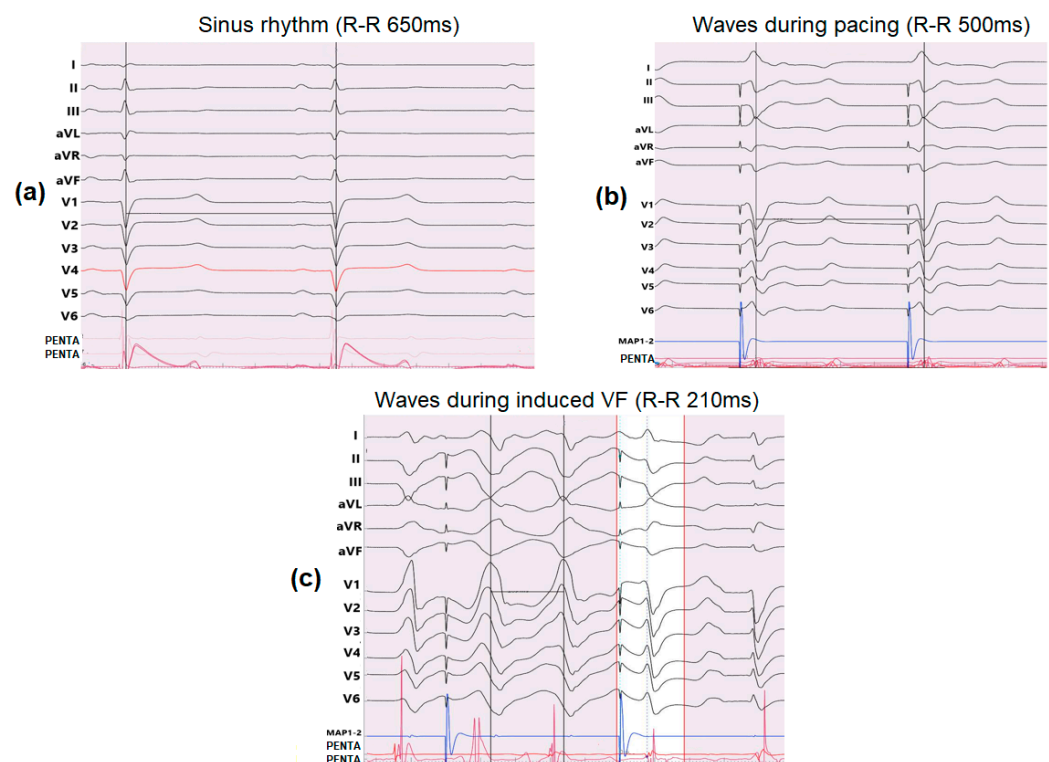 Sinus rhythm (R-R 650ms)
(a)
I
II
III
aVL
aVR
aVF
V1
V2
V3
V4
V5
V6
PENTA
PENTA
Waves during pacing (R-R 500ms)
(b)
I
II
III
aVL
aVR
aVF
V1
V2
V3
V4
V5
V6
MAP1-2
PENTA
Waves during induced VF (R-R 210ms)
(c)
I
II
III
aVL
aVR
aVF
V1
V2
V3
V4
V5
V6
MAP1-2
PENTA
PENTA